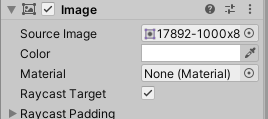 Image
Source Image
17892-1000x8
Color
Material
None (Material)
Raycast Target
Raycast Padding